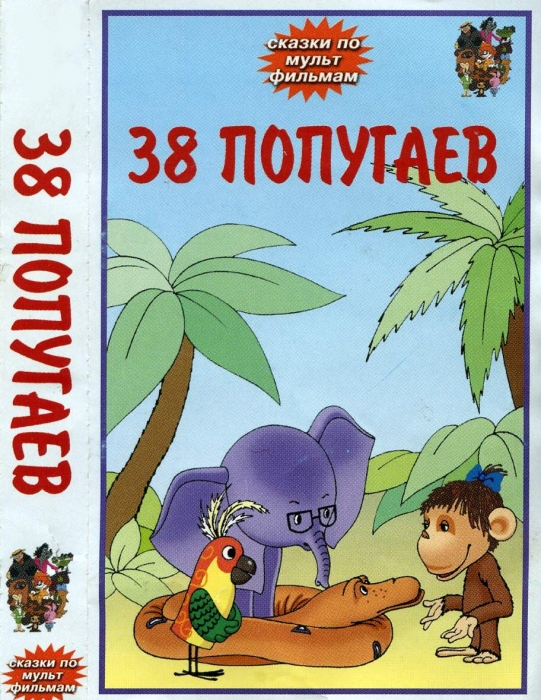 сказки по
мульт
фильмам
38 ПОПУГАЕВ
38 ПОПУГАЕВ
сказки по
мульт
фильмам